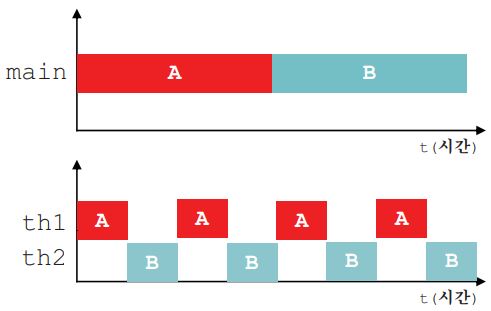 main A B
t(시간)
th1 A A A A
th2 B B B B
t(시간)